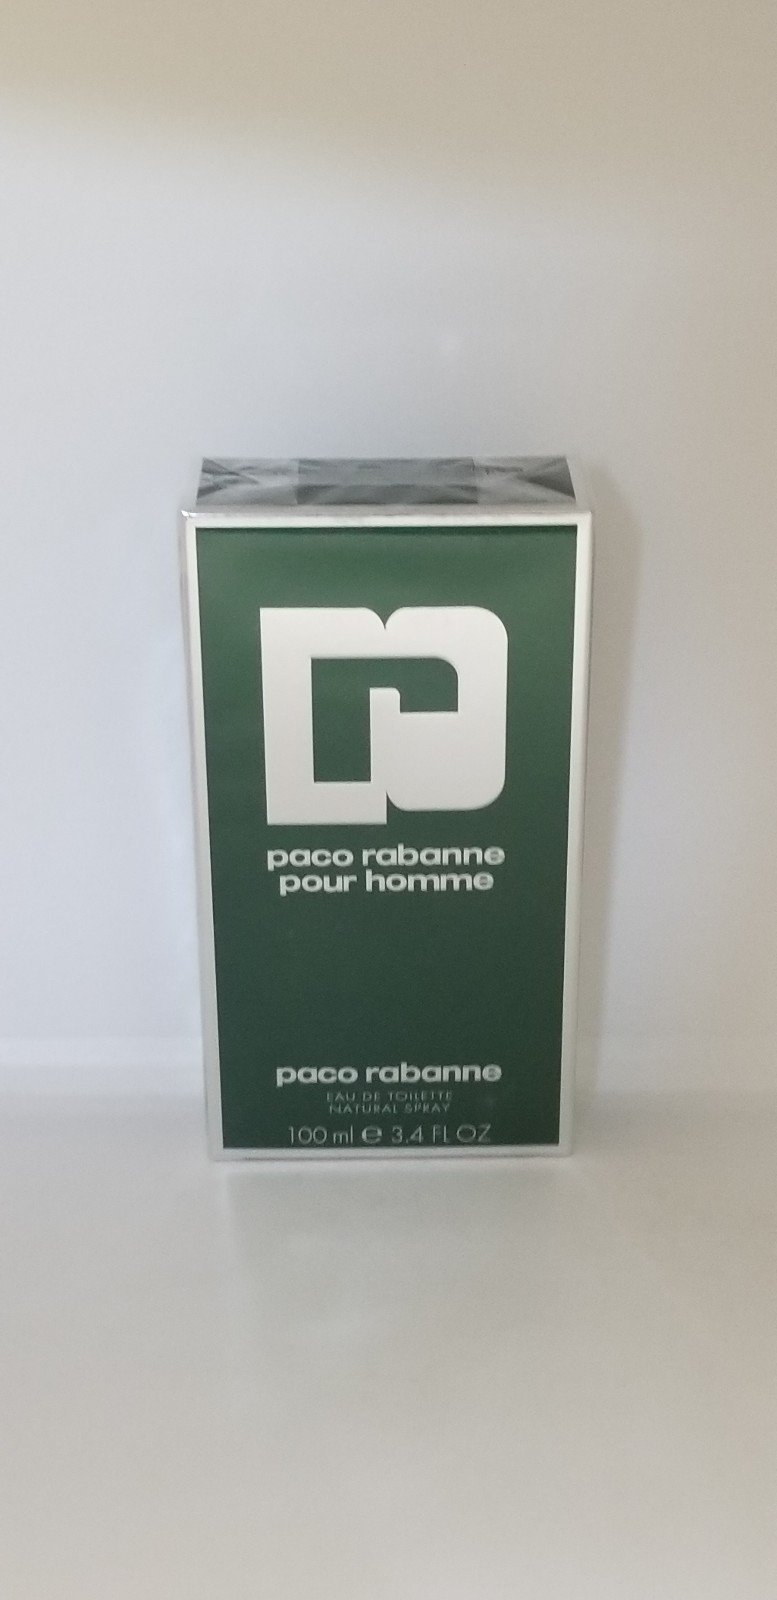 paco rabanne
pour homme
paco rabanne
EAU DE TOILETTE
NATURAL SPRAY
100 ml e 3.4 FL OZ